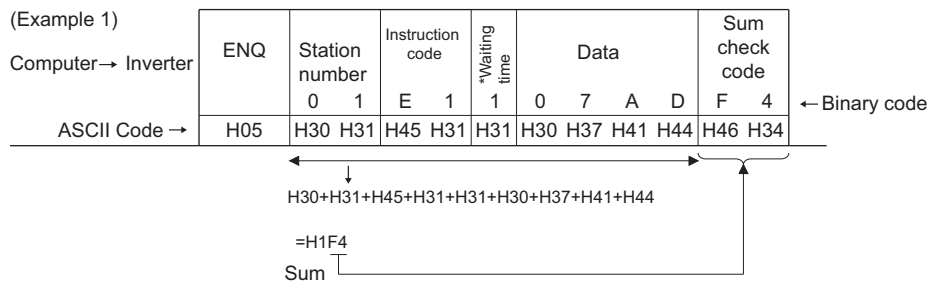 (Example 1)
Computer→ Inverter
ENQ
Station
number
Instruction
code
*Waiting
time
Data
Sum
check
code
0 1 E 1 1 0 7 A D F 4 ←Binary code
ASCII Code → H05 H30 H31 H45 H31 H31 H30 H37 H41 H44 H46 H34
H30+H31+H45+H31+H31+H30+H37+H41+H44
=H1F4
Sum